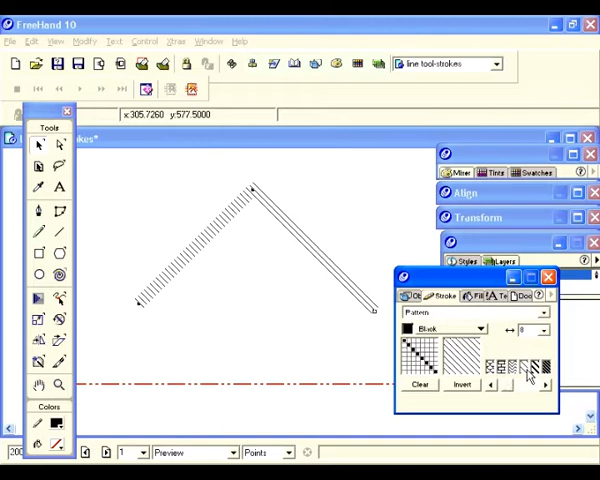 FreeHand 10
File Edit View Modify Text Control Xtras Window Help
line tool-strokes
x:305.7260 y:577.5000
Tools
Mixer Tints Swatches
Align
Transform
Styles Layers
Stroke Fill
Pattern
Black 8
Clear Invert
Colors
1 Preview Points